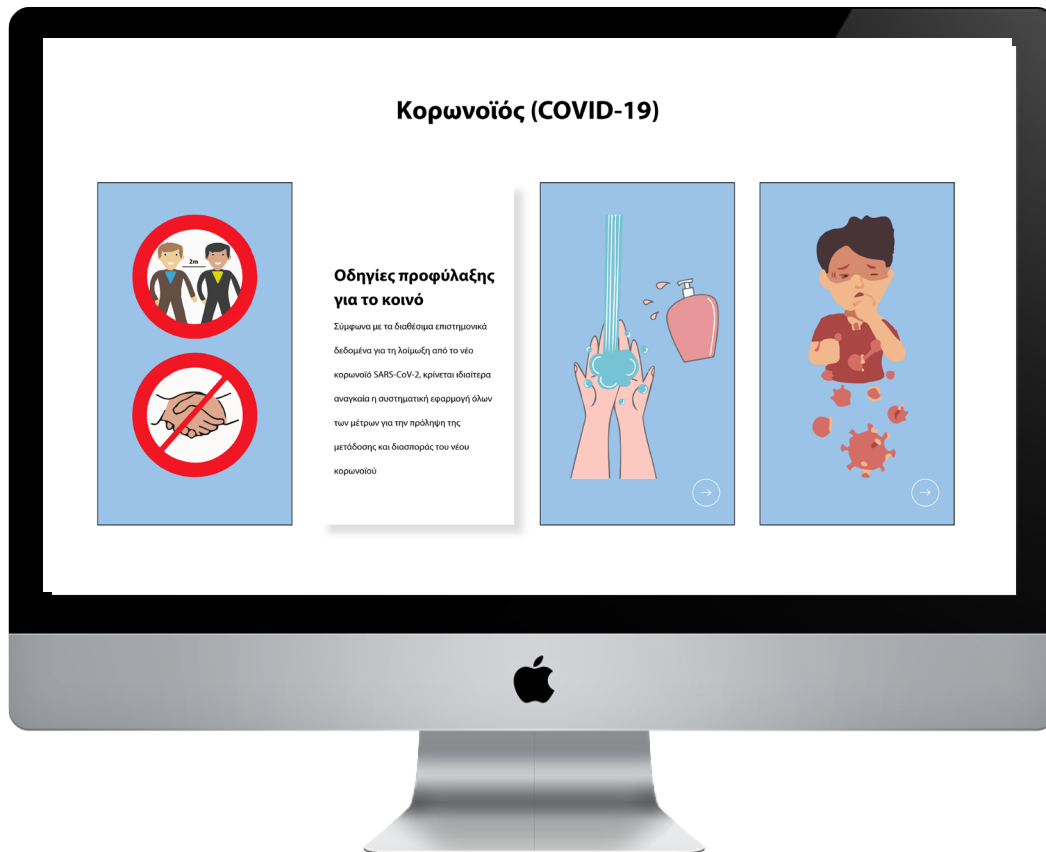 Κορωνοϊός (COVID-19)
2m
Οδηγίες προφύλαξης
για το κοινό
Σύμφωνα με τα διαθέσιμα επιστημονικά
δεδομένα για τη λοίμωξη από το νέο
κορωνοϊό SARS-CoV-2, κρίνεται ιδιαίτερα
αναγκαία η συστηματική εφαρμογή όλων
των μέτρων για την πρόληψη της
μετάδοσης και διασποράς του νέου
κορωνοϊού